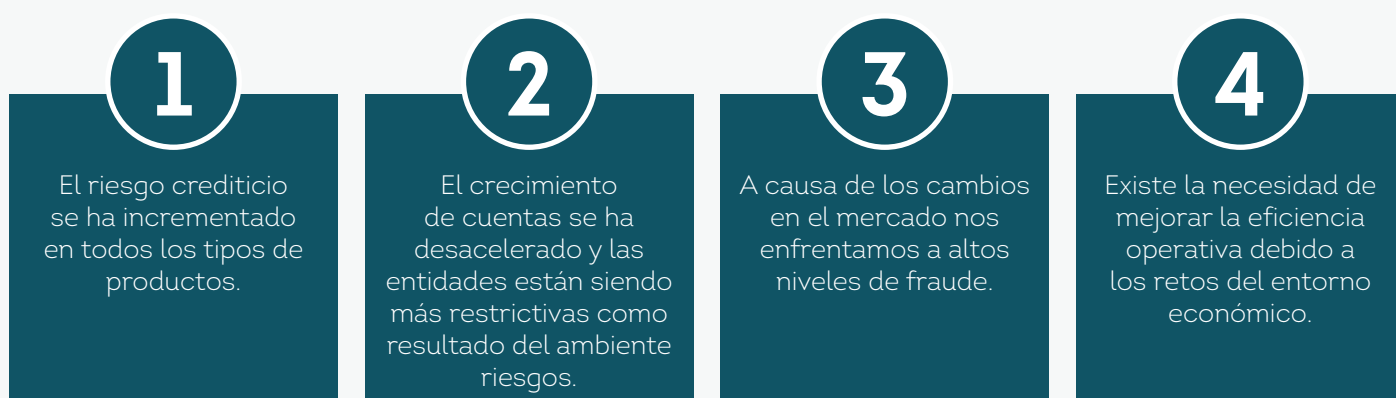 1
El riesgo crediticio
se ha incrementado
en todos los tipos de
productos.
2
El crecimiento
de cuentas se ha
desacelerado y las
entidades están siendo
más restrictivas como
resultado del ambiente
riesgos.
3
A causa de los cambios
en el mercado nos
enfrentamos a altos
niveles de fraude.
4
Existe la necesidad de
mejorar la eficiencia
operativa debido a
los retos del entorno
económico.